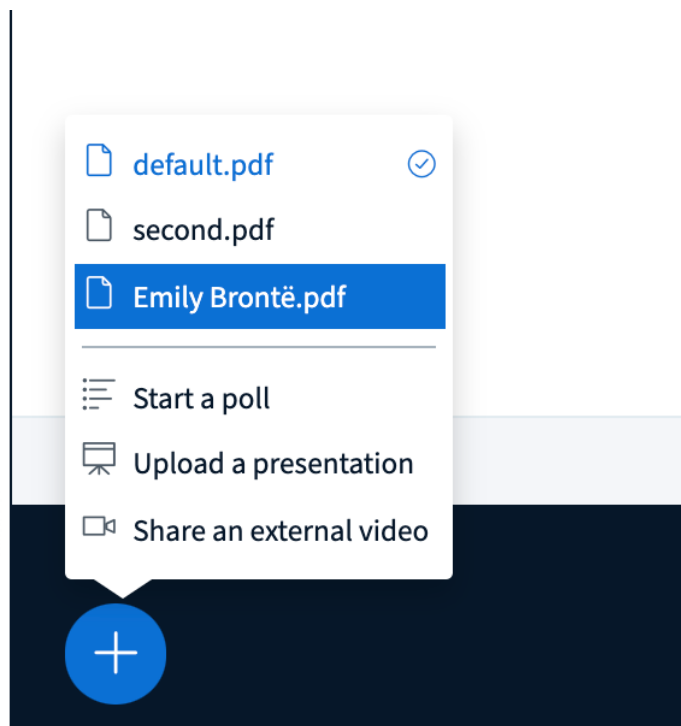 default.pdf
second.pdf
Emily Brontë.pdf
Start a poll
Upload a presentation
Share an external video